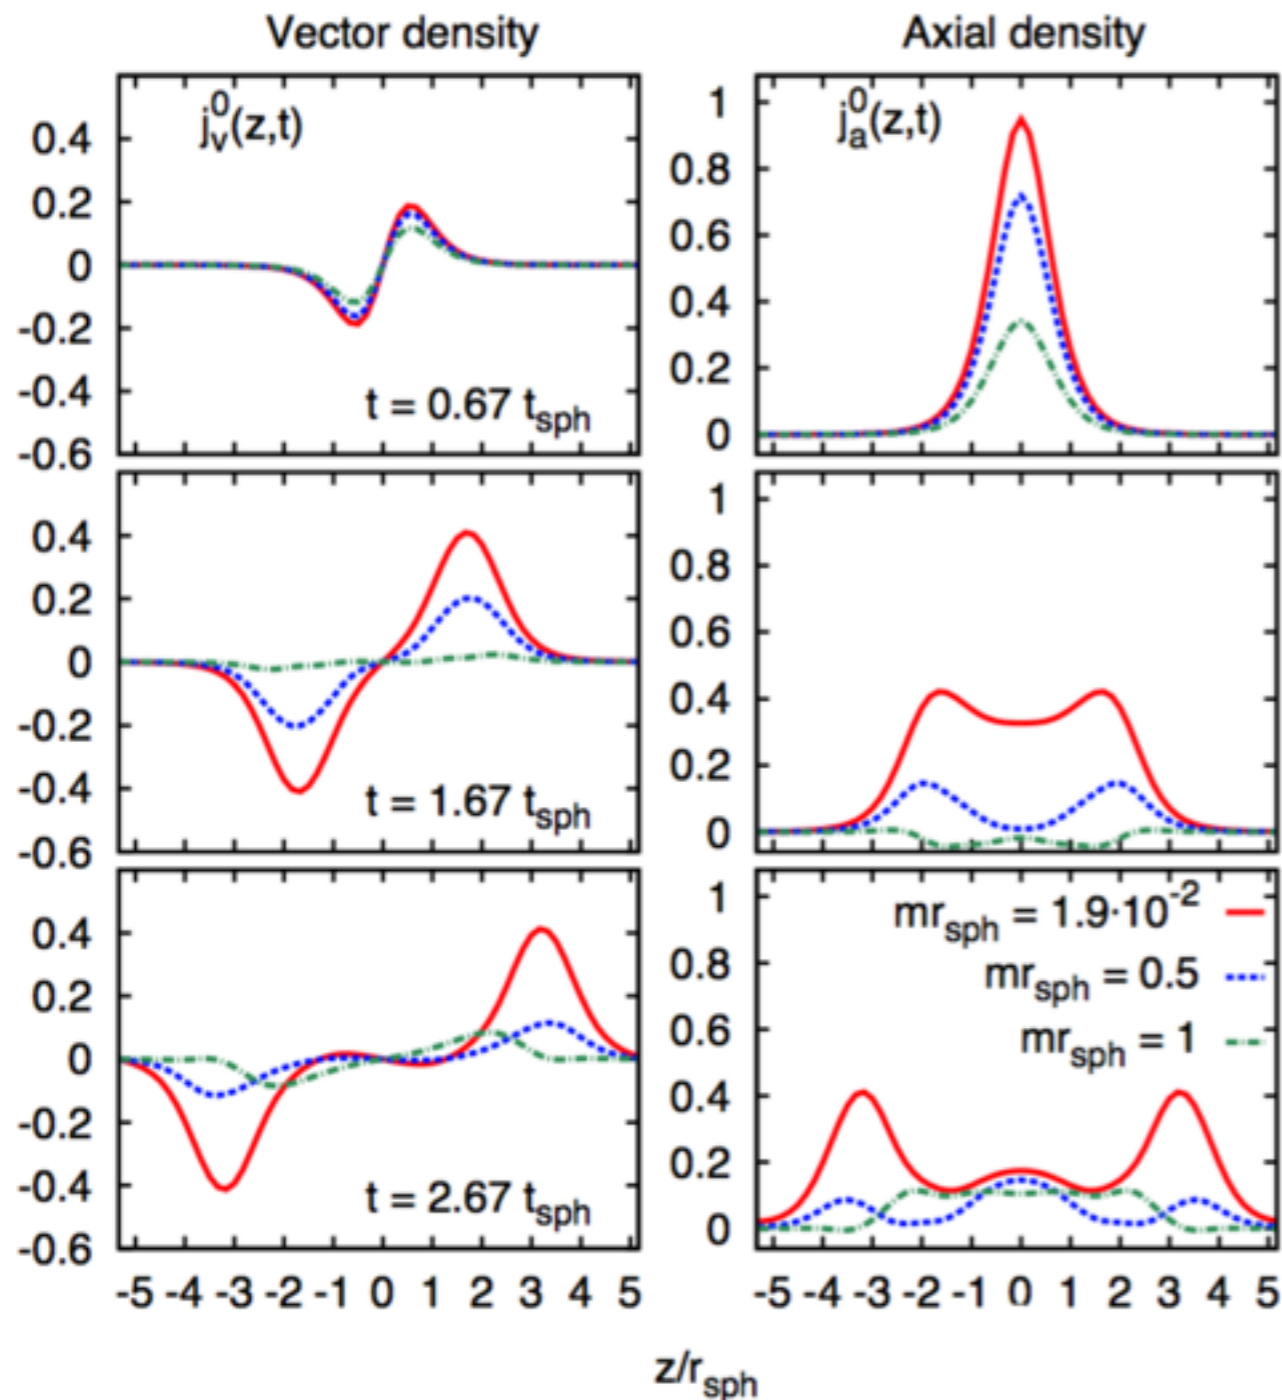 Vector density
Axial density
j_v^0(z,t)
0.4
0.2
0
-0.2
-0.4
-0.6
t = 0.67 t_sph
j_a^0(z,t)
1
0.8
0.6
0.4
0.2
0
0.4
0.2
0
-0.2
-0.4
-0.6
t = 1.67 t_sph
1
0.8
0.6
0.4
0.2
0
0.4
0.2
0
-0.2
-0.4
-0.6
t = 2.67 t_sph
-5 -4 -3 -2 -1 0 1 2 3 4 5
1
0.8
0.6
0.4
0.2
0
mr_sph = 1.9·10^-2
mr_sph = 0.5
mr_sph = 1
-5 -4 -3 -2 -1 0 1 2 3 4 5
z/r_sph